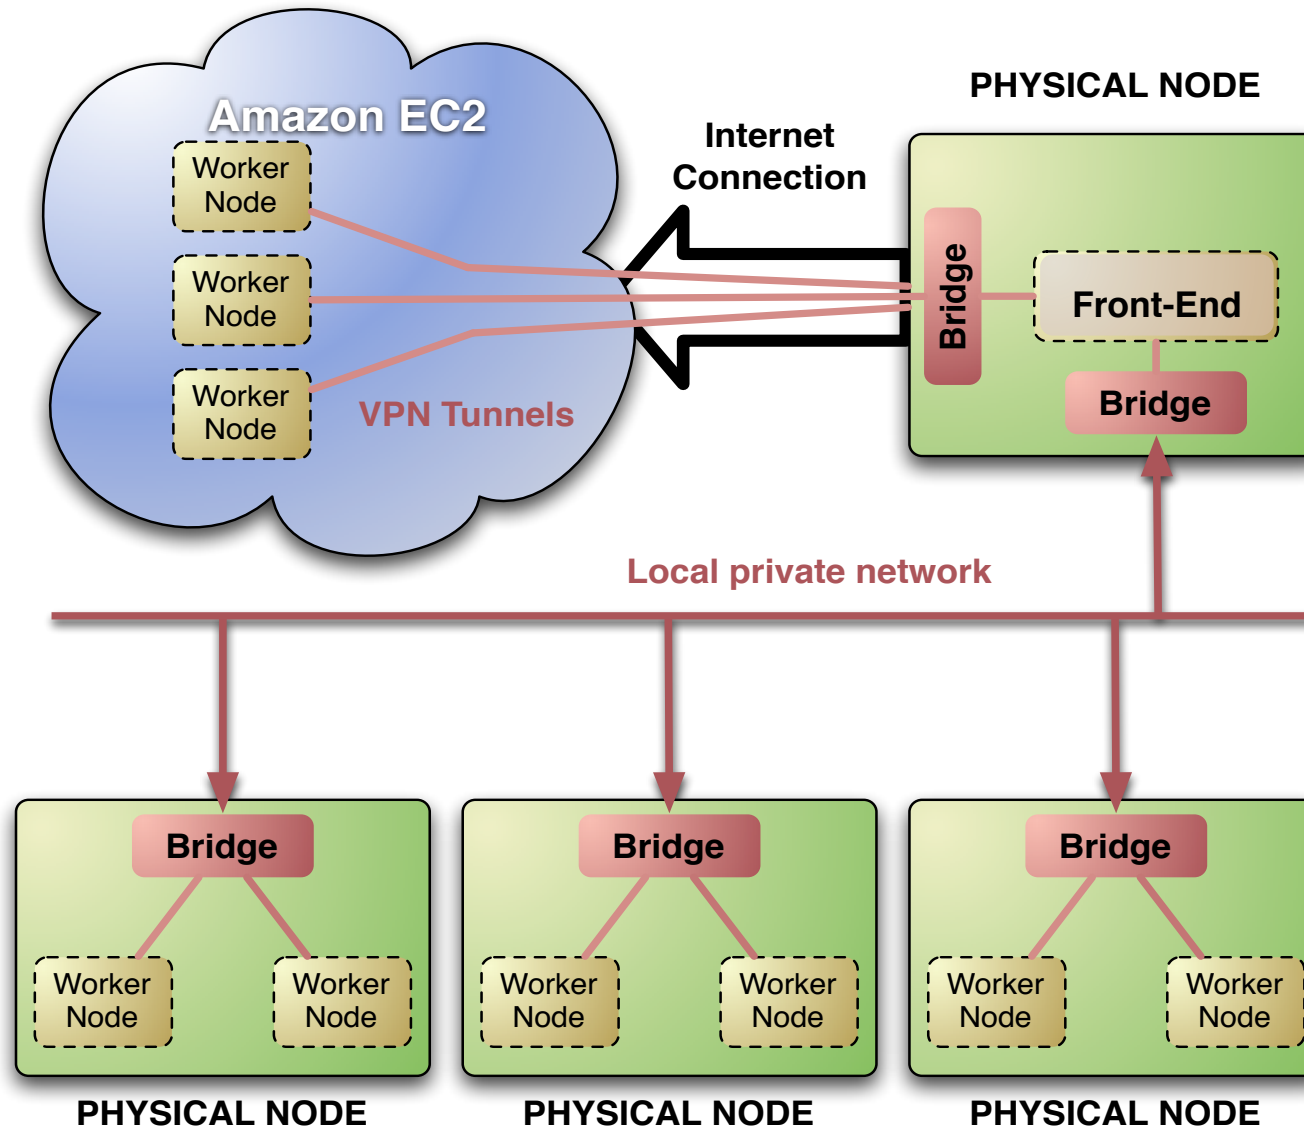 PHYSICAL NODE
Amazon EC2
Internet
Connection
Worker
Node
Worker
Node
Worker
Node
VPN Tunnels
Bridge
Front-End
Bridge
Local private network
Bridge
Worker
Node
Worker
Node
PHYSICAL NODE
Bridge
Worker
Node
Worker
Node
PHYSICAL NODE
Bridge
Worker
Node
Worker
Node
PHYSICAL NODE